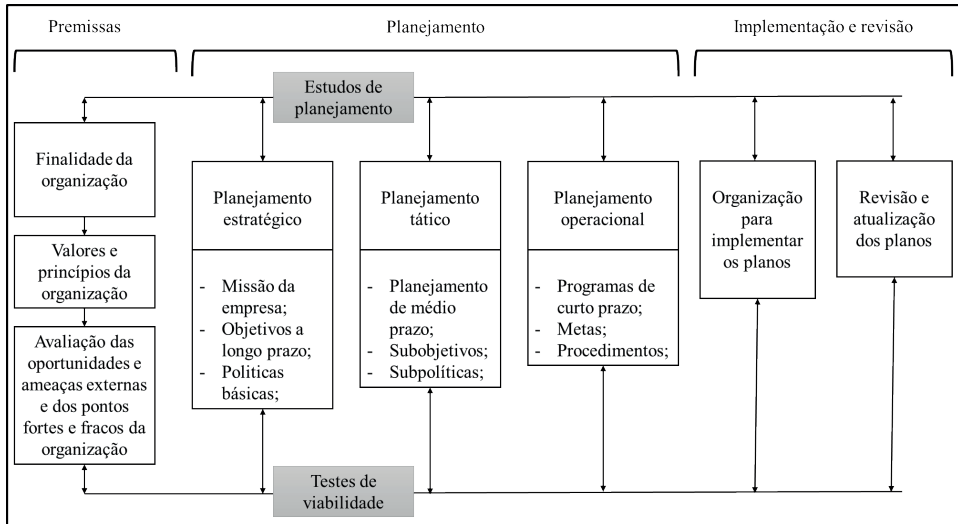 Premissas
Planejamento
Implementação e revisão
Estudos de
planejamento
Finalidade da
organização
Valores e
princípios da
organização
Avaliação das
oportunidades e
ameaças externas
e dos pontos
fortes e fracos da
organização
Planejamento
estratégico
- Missão da
empresa;
- Objetivos a
longo prazo;
- Politicas
básicas;
Planejamento
tático
- Planejamento
de médio
prazo;
- Subobjetivos;
- Subpolíticas;
Planejamento
operacional
- Programas de
curto prazo;
- Metas;
- Procedimentos;
Organização
para
implementar
os planos
Revisão e
atualização
dos planos
Testes de
viabilidade